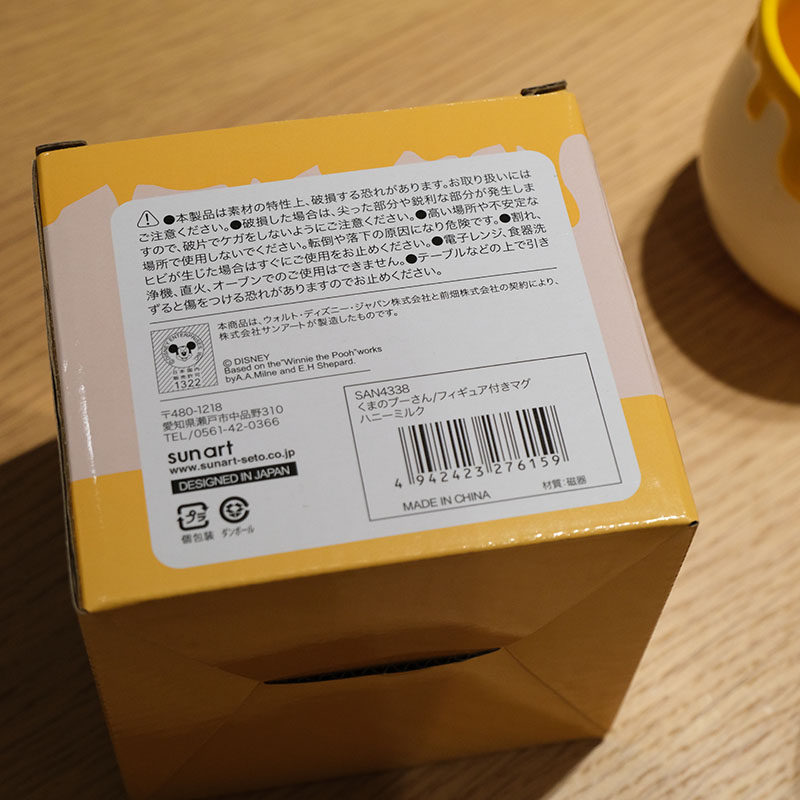 ●本製品は素材の特性上、破損する恐れがあります。お取り扱いには
ご注意ください。●破損した場合は、尖った部分や鋭利な部分が発生しま
すので、破片でケガをしないようにご注意ください。●高い場所や不安定な
場所で使用しないでください。転倒や落下の原因になり危険です。●割れ、
ヒビが生じた場合はすぐにご使用をお止めください。●電子レンジ、食器洗
浄機、直火、オーブンでのご使用はできません。●テーブルなどの上で引き
ずると傷をつける恐れがありますのでお止めください。
本商品は、ウォルト・ディズニー・ジャパン株式会社と前畑株式会社の契約により、
株式会社サンアートが製造したものです。
日本国内
販売許可
1322
© DISNEY
Based on the "Winnie the Pooh" works
by A.A.Milne and E.H Shepard.
〒480-1218
愛知県瀬戸市中品野310
TEL/0561-42-0366
sunart
www.sunart-seto.co.jp
DESIGNED IN JAPAN
プラ
個包装
ダンボール
SAN4338
くまのプーさん/フィギュア付きマグ
ハニーミルク
4 942423 276159
MADE IN CHINA
材質:磁器